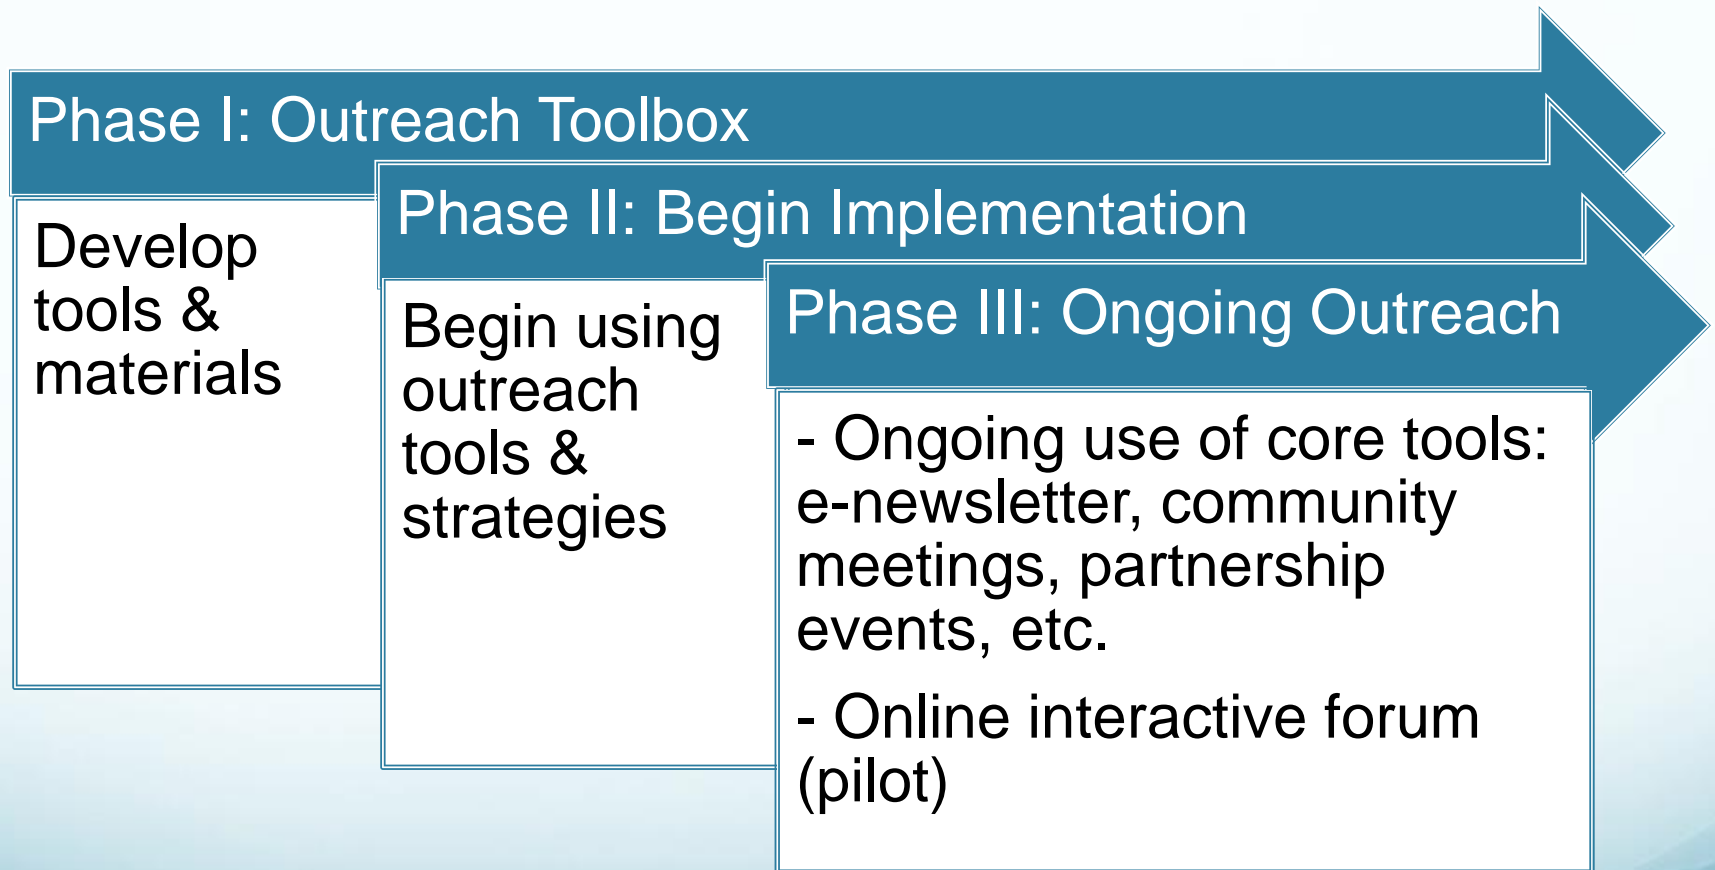 Phase I: Outreach Toolbox
Develop
tools &
materials
Phase II: Begin Implementation
Begin using
outreach
tools &
strategies
Phase III: Ongoing Outreach
- Ongoing use of core tools:
e-newsletter, community
meetings, partnership
events, etc.
- Online interactive forum
(pilot)